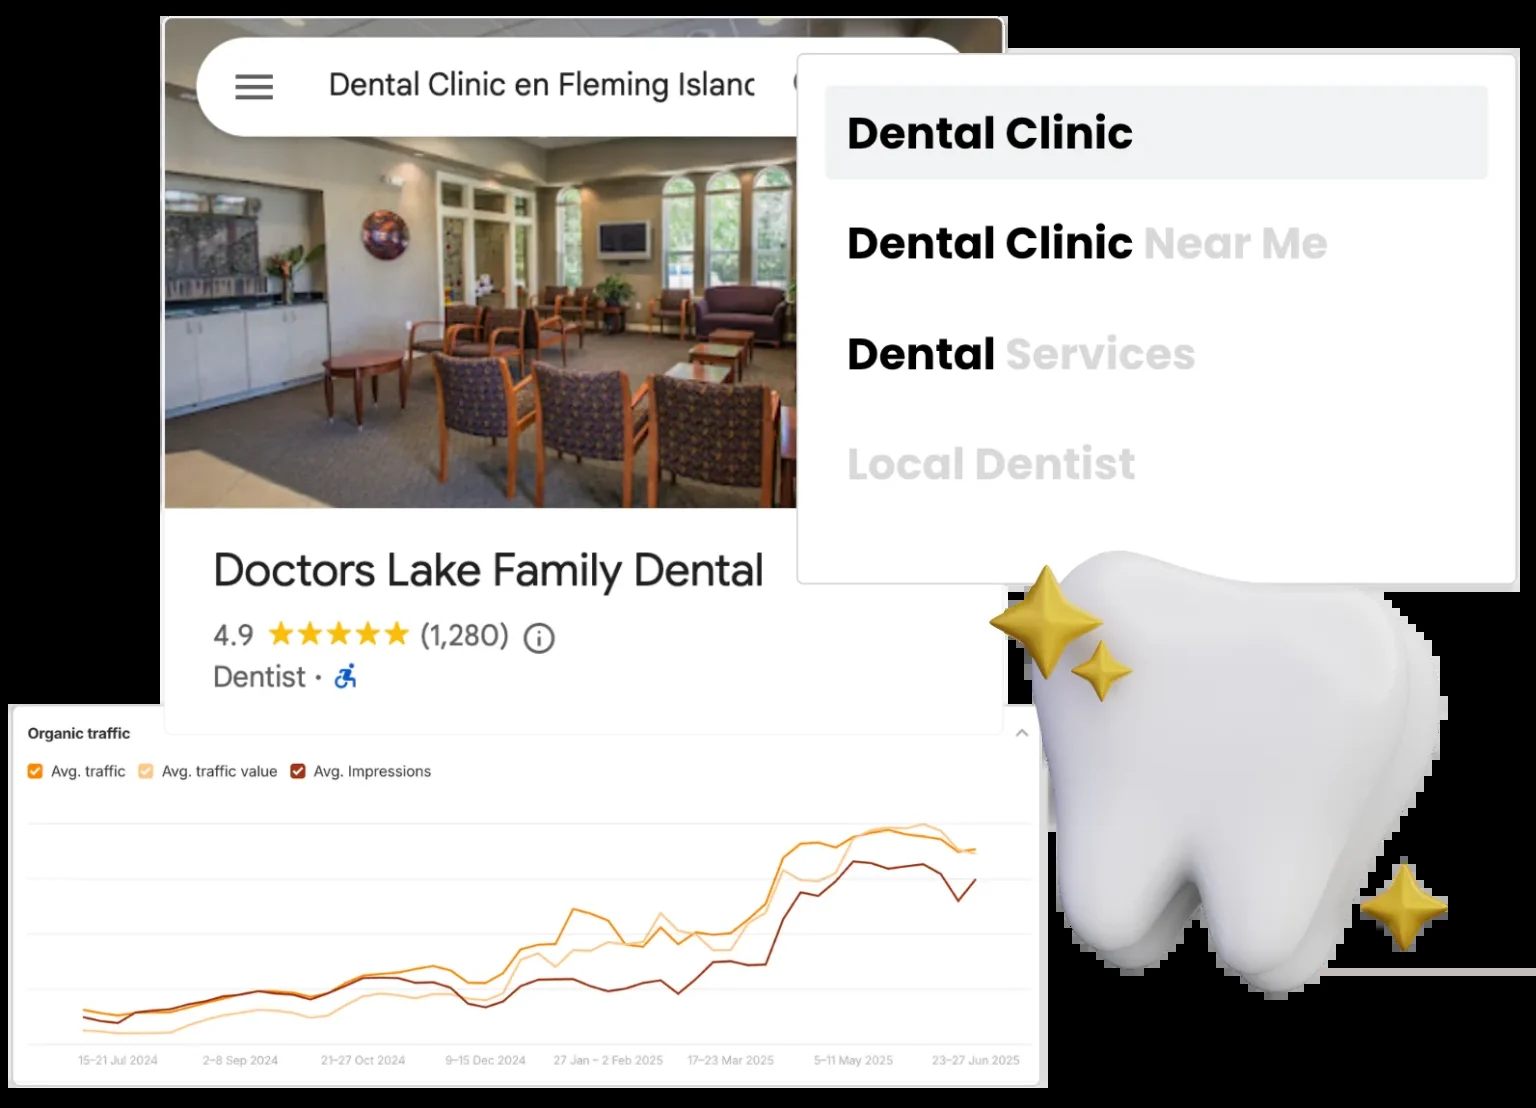 Dental Clinic en Fleming Island
Dental Clinic
Dental Clinic Near Me
Dental Services
Local Dentist
Doctors Lake Family Dental
4.9 ★★★★★ (1,280)
Dentist ·
Organic traffic
Avg. traffic Avg. traffic value Avg. Impressions
15–21 Jul 2024 2–8 Sep 2024 21–27 Oct 2024 9–15 Dec 2024 27 Jan – 2 Feb 2025 17–23 Mar 2025 5–11 May 2025 23–27 Jun 2025